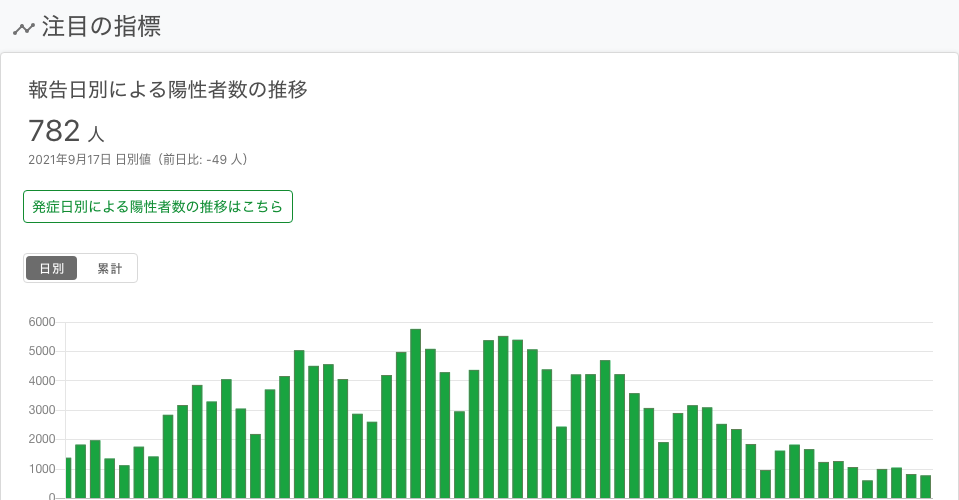 注目の指標
報告日別による陽性者数の推移
782 人
2021年9月17日 日別値（前日比: -49 人）
発症日別による陽性者数の推移はこちら
日別 累計
6000
5000
4000
3000
2000
1000
0